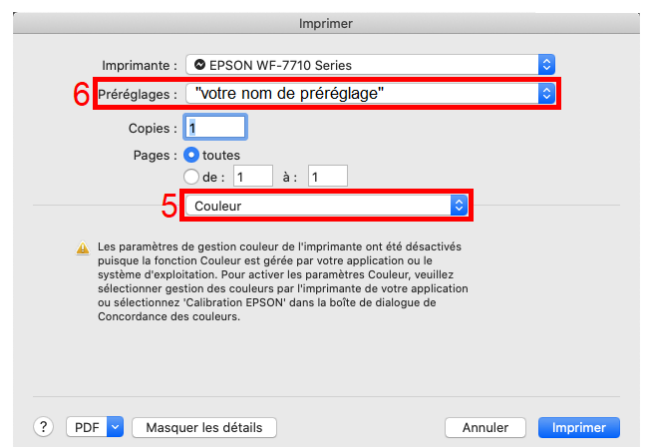 Imprimer
Imprimante : EPSON WF-7710 Series
6 Préréglages : "votre nom de préréglage"
Copies : 1
Pages : toutes
de : 1 à : 1
5 Couleur
Les paramètres de gestion couleur de l'imprimante ont été désactivés
puisque la fonction Couleur est gérée par votre application ou le
système d'exploitation. Pour activer les paramètres Couleur, veuillez
sélectionner gestion des couleurs par l'imprimante de votre application
ou sélectionnez 'Calibration EPSON' dans la boîte de dialogue de
Concordance des couleurs.
? PDF Masquer les détails Annuler Imprimer